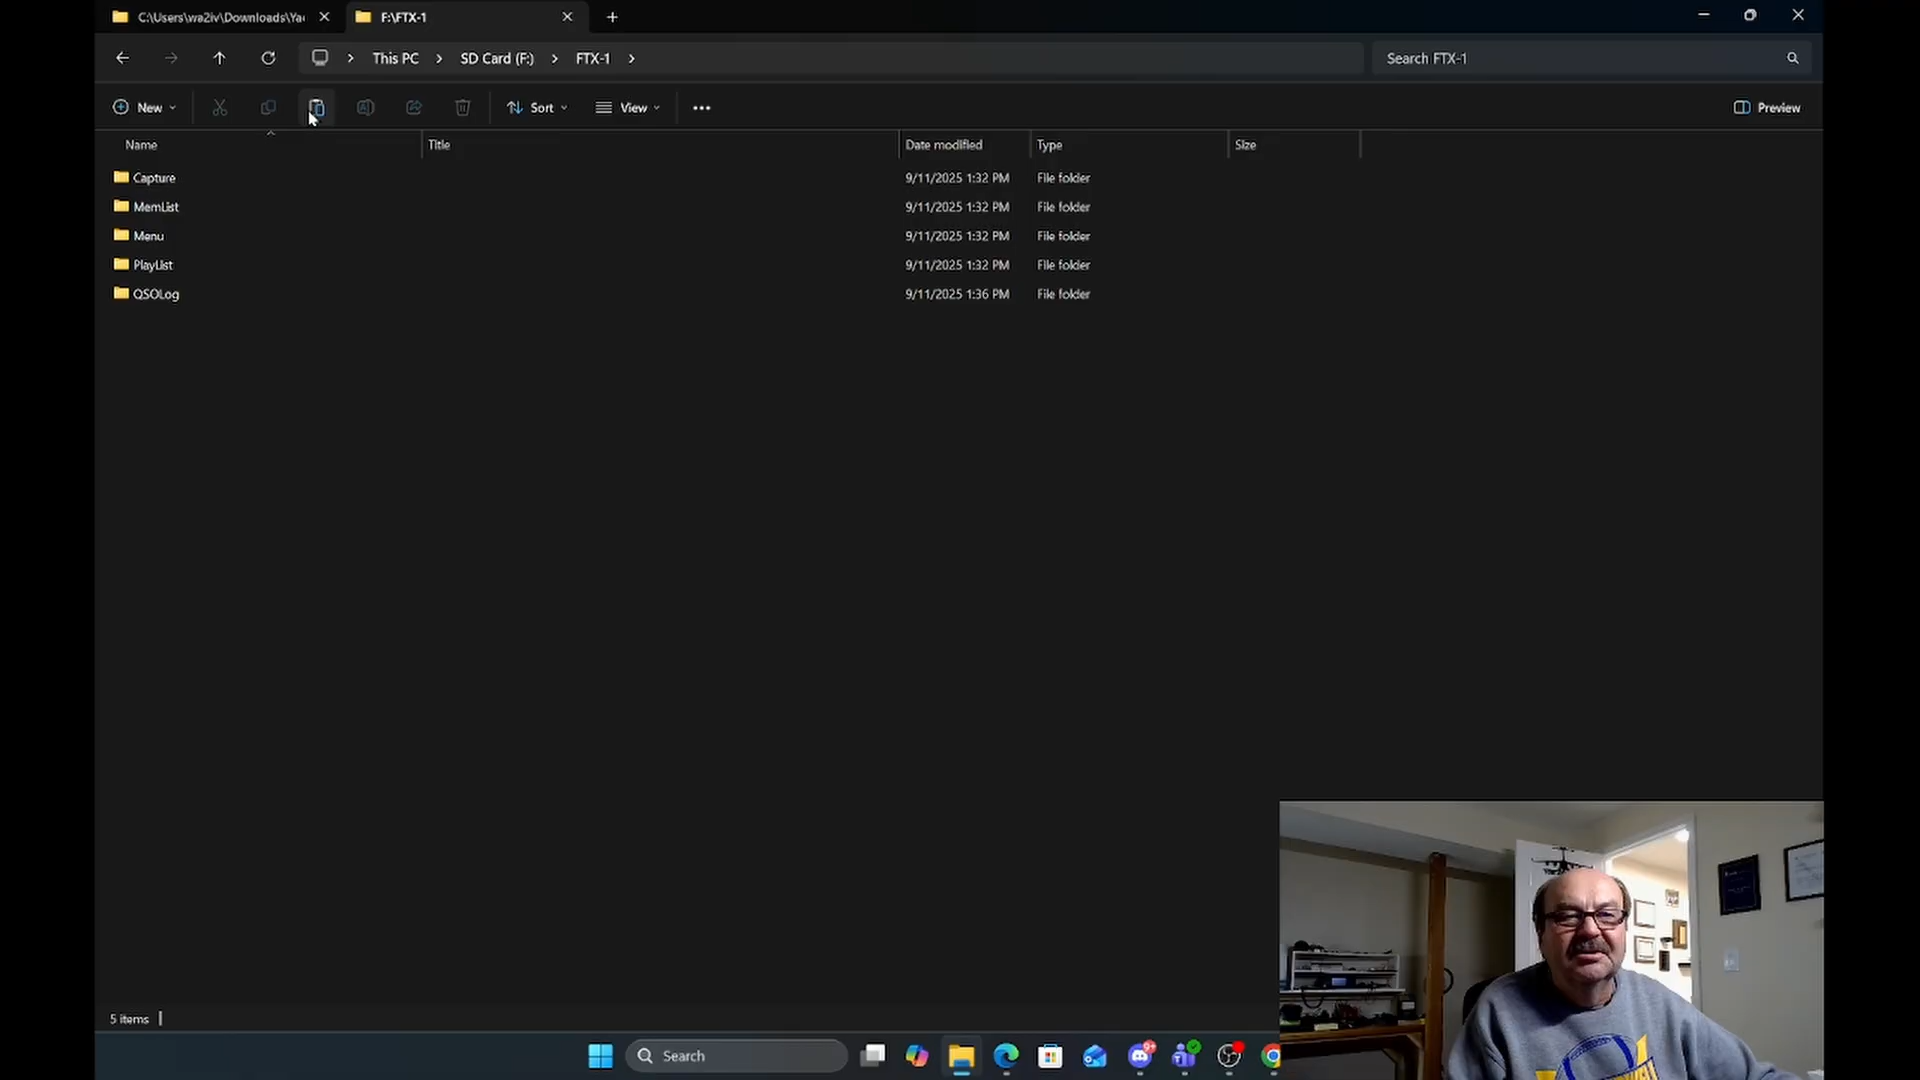 C:\Users\wa2iv\Downloads\Yae
F:\FTX-1
This PC
SD Card (F:)
FTX-1
Search FTX-1
New
Sort
View
Preview
Name
Title
Date modified
Type
Size
Capture 9/11/2025 1:32 PM File folder
MemList 9/11/2025 1:32 PM File folder
Menu 9/11/2025 1:32 PM File folder
PlayList 9/11/2025 1:32 PM File folder
QSOLog 9/11/2025 1:36 PM File folder
5 items
Search
9+